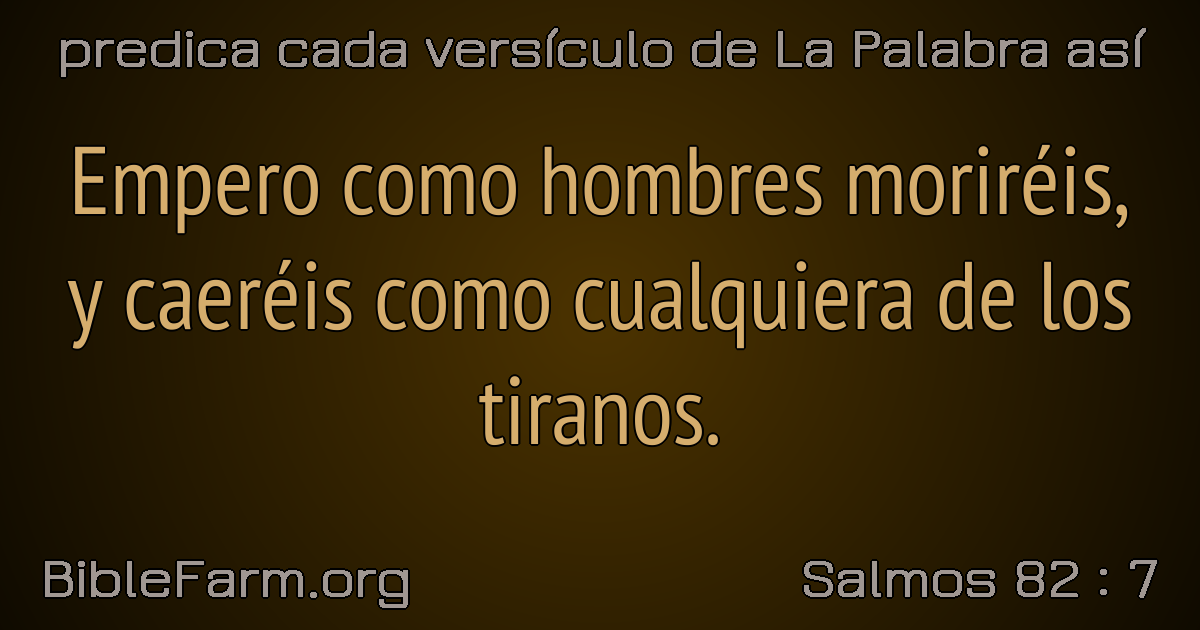 predica cada versículo de La Palabra así
Empero como hombres moriréis,
y caeréis como cualquiera de los
tiranos.
BibleFarm.org
Salmos 82 : 7